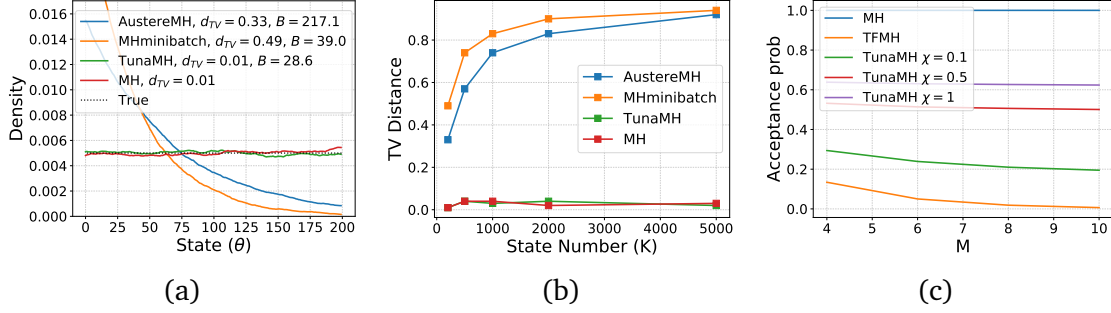 0.016
0.014
0.012
0.010
0.008
0.006
0.004
0.002
0.000
Density
AustereMH, d_TV = 0.33, B = 217.1
MHminibatch, d_TV = 0.49, B = 39.0
TunaMH, d_TV = 0.01, B = 28.6
MH, d_TV = 0.01
True
0 25 50 75 100 125 150 175 200
State (θ)
(a)
0.8
0.6
0.4
0.2
0.0
TV Distance
AustereMH
MHminibatch
TunaMH
MH
0 1000 2000 3000 4000 5000
State Number (K)
(b)
1.0
0.8
0.6
0.4
0.2
0.0
Acceptance prob
MH
TFMH
TunaMH χ = 0.1
TunaMH χ = 0.5
TunaMH χ = 1
4 5 6 7 8 9 10
M
(c)